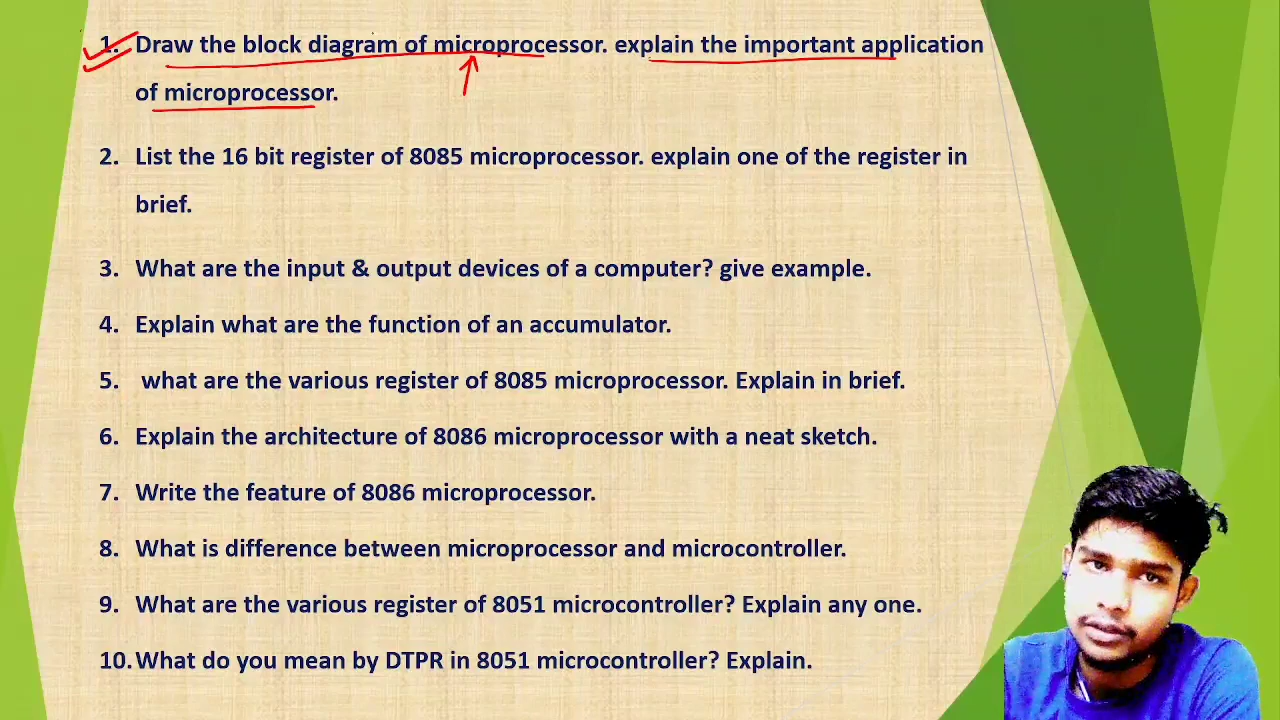 1. Draw the block diagram of microprocessor. explain the important application
of microprocessor.
2. List the 16 bit register of 8085 microprocessor. explain one of the register in
brief.
3. What are the input & output devices of a computer? give example.
4. Explain what are the function of an accumulator.
5. what are the various register of 8085 microprocessor. Explain in brief.
6. Explain the architecture of 8086 microprocessor with a neat sketch.
7. Write the feature of 8086 microprocessor.
8. What is difference between microprocessor and microcontroller.
9. What are the various register of 8051 microcontroller? Explain any one.
10. What do you mean by DTPR in 8051 microcontroller? Explain.